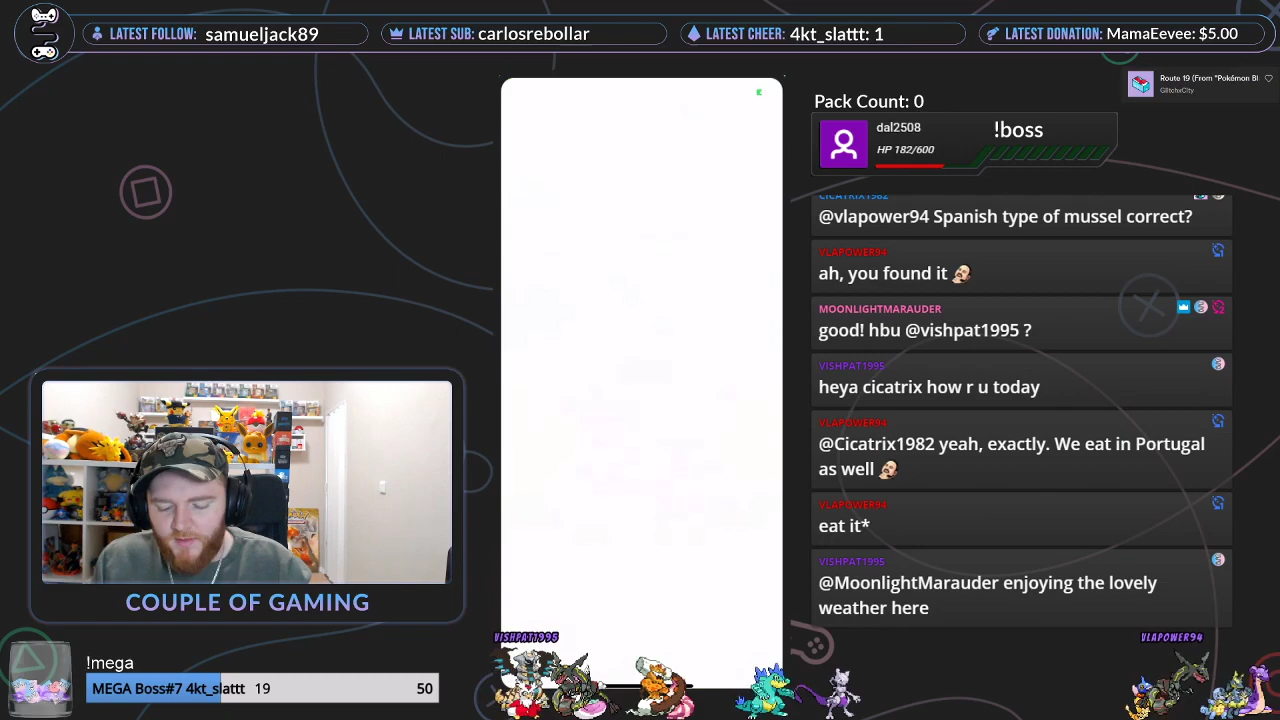 LATEST FOLLOW: samueljack89
LATEST SUB: carlosrebollar
LATEST CHEER: 4kt_slattt: 1
LATEST DONATION: MamaEevee: $5.00
Route 19 (From "Pokémon Bl
GlitchxCity
Pack Count: 0
dal2508
!boss
HP 182/600
CICATRIX1982
@vlapower94 Spanish type of mussel correct?
VLAPOWER94
ah, you found it
MOONLIGHTMARAUDER
good! hbu @vishpat1995 ?
VISHPAT1995
heya cicatrix how r u today
VLAPOWER94
@Cicatrix1982 yeah, exactly. We eat in Portugal
as well
VLAPOWER94
eat it*
VISHPAT1995
@MoonlightMarauder enjoying the lovely
weather here
COUPLE OF GAMING
VISHPAT1995
VLAPOWER94
!mega
MEGA Boss#7 4kt_slattt 19
50